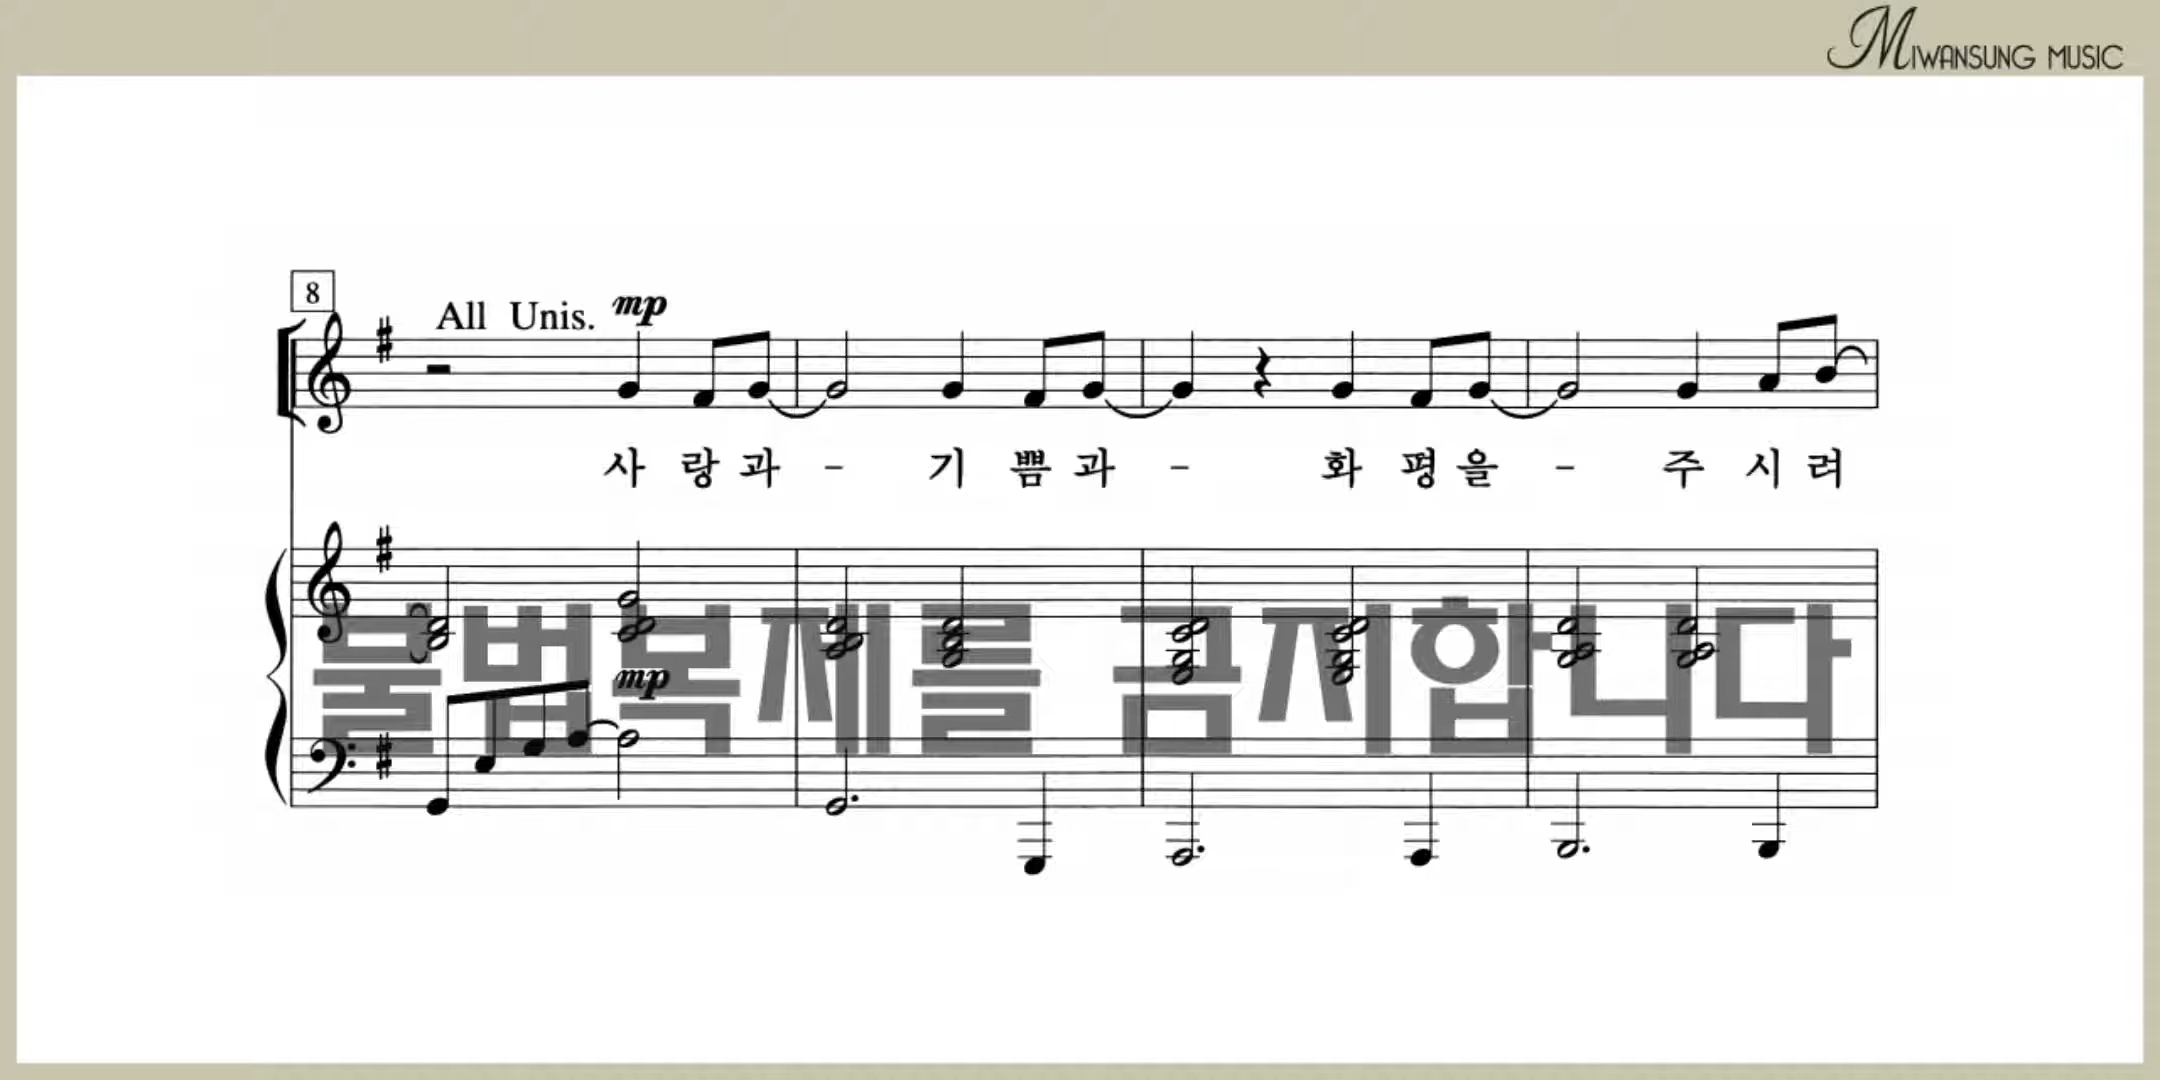 MIWANSUNG MUSIC
8
All Unis. mp
사 랑 과 - 기 쁨 과 - 화 평 을 - 주 시 려
불법복제를 금지합니다
mp